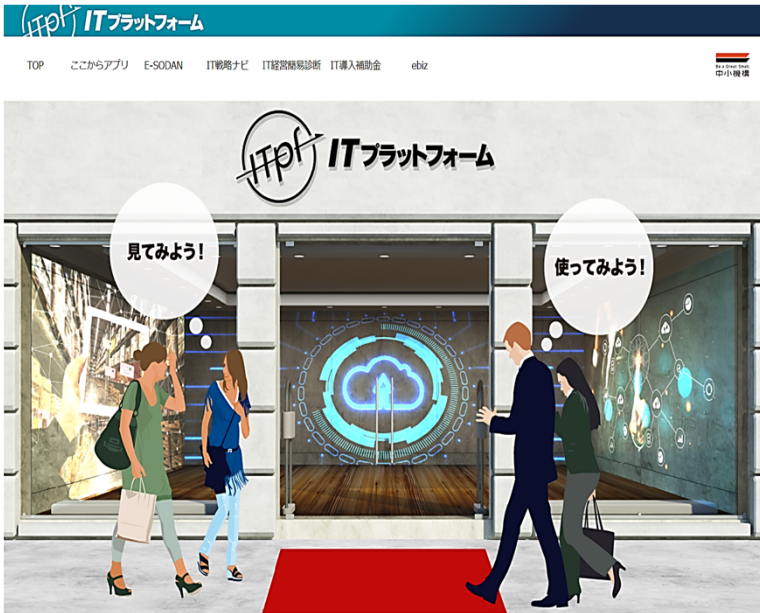 ITpf ITプラットフォーム
TOP ここからアプリ E-SODAN IT戦略ナビ IT経営簡易診断 IT導入補助金 ebiz
Be a Great Small.
中小機構
ITpf ITプラットフォーム
見てみよう!
使ってみよう!